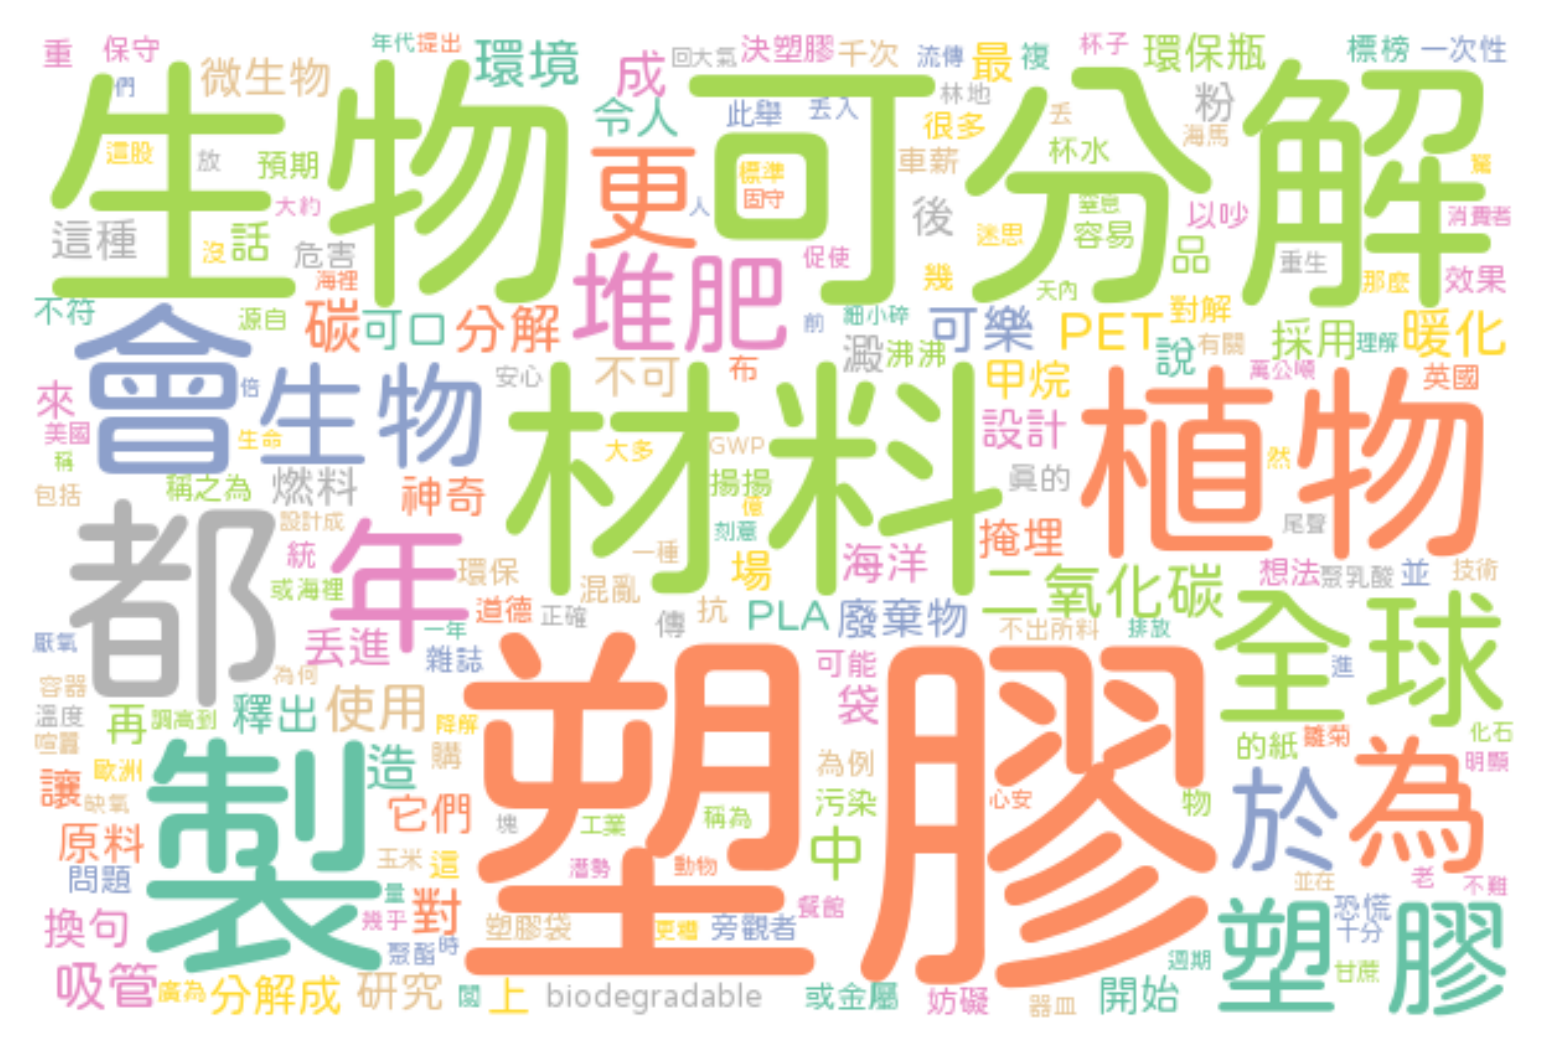 重 保守 年代 提出 環境 成 回大氣 決塑膠 千次 流傳 最 複 杯子 環保瓶 標榜 一次性
們 微生物 令人 此舉 丟入 林地 很多 丟 粉 海馬
生物可分解
這股 放 預期 大約 更 標準 固守 人 車薪 杯水 窒息 容易 以吵 駕 消費者
這種 沒 話 危害 海裡 堆肥 促使 後 幾 迷思 天內 品 重生 那麼 效果
不符 源自 碳 可口 分解 前 細小碎 可樂 PET 對解 說 有關 採用 理解 暖化
會 倍 生物 安心 不可 布 澱 沸沸 甲烷 萬公噸 英國
來 美國 稱 生命 材料 大多 GWP 設計 植物 然
包括 稱之為 燃料 神奇 揚揚 億 刻意 真的 尾聲
都 設計成 統 年 環保 一種 場 海洋 掩埋 想法 聚乳酸 並 技術
或海裡 混亂 道德 正確 傳 抗 PLA 廢棄物 二氧化碳 全球
厭氧 丟進 一年 雜誌 可能 不出所料 排放 進
容器 為何 溫度 再 調高到 釋出 使用 降解 塑膠 袋 的紙 雛菊 化石
喧囂 歐洲 製 造 購 為例 於 為 明顯
讓 缺氧 它們 塊 工業 稱為 污染 心安 物
原料 玉米 這 潛勢 動物 中
問題 量 幾乎 對 塑膠袋 更糟 旁觀者 餐館 並在 老 不難
換句 聚酯 時 塑膠 恐慌 十分
吸管 廣為 分解成 研究 閱 上 biodegradable 或金屬 妨礙 器皿 開始 週期 甘蔗